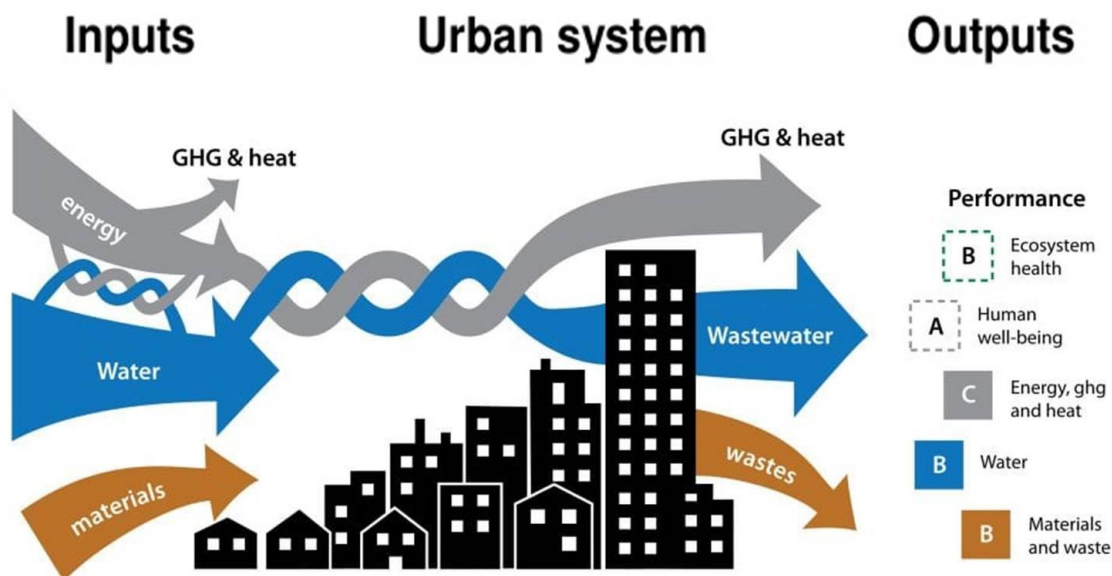 Inputs
Urban system
Outputs
GHG & heat
energy
Water
materials
GHG & heat
Wastewater
wastes
Performance
B
Ecosystem
health
A
Human
well-being
C
Energy, ghg
and heat
B
Water
B
Materials
and waste